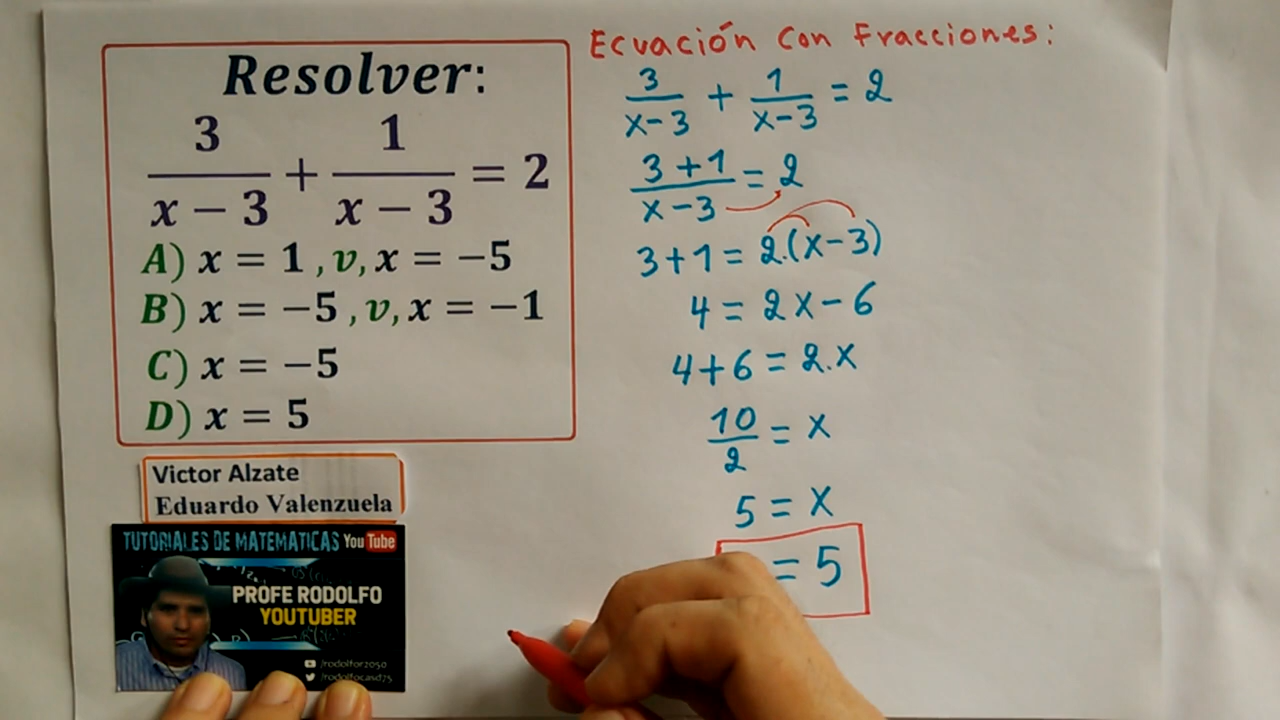 Resolver:
3/(x − 3) + 1/(x − 3) = 2
A) x = 1 , v, x = −5
B) x = −5 , v, x = −1
C) x = −5
D) x = 5
Victor Alzate
Eduardo Valenzuela
TUTORIALES DE MATEMATICAS YouTube
PROFE RODOLFO
YOUTUBER
/rodolfor2050
/rodolfocasd75
Ecuación con Fracciones:
3/(x−3) + 1/(x−3) = 2
(3+1)/(x−3) = 2
3+1 = 2.(x−3)
4 = 2x−6
4+6 = 2.x
10/2 = x
5 = x
= 5